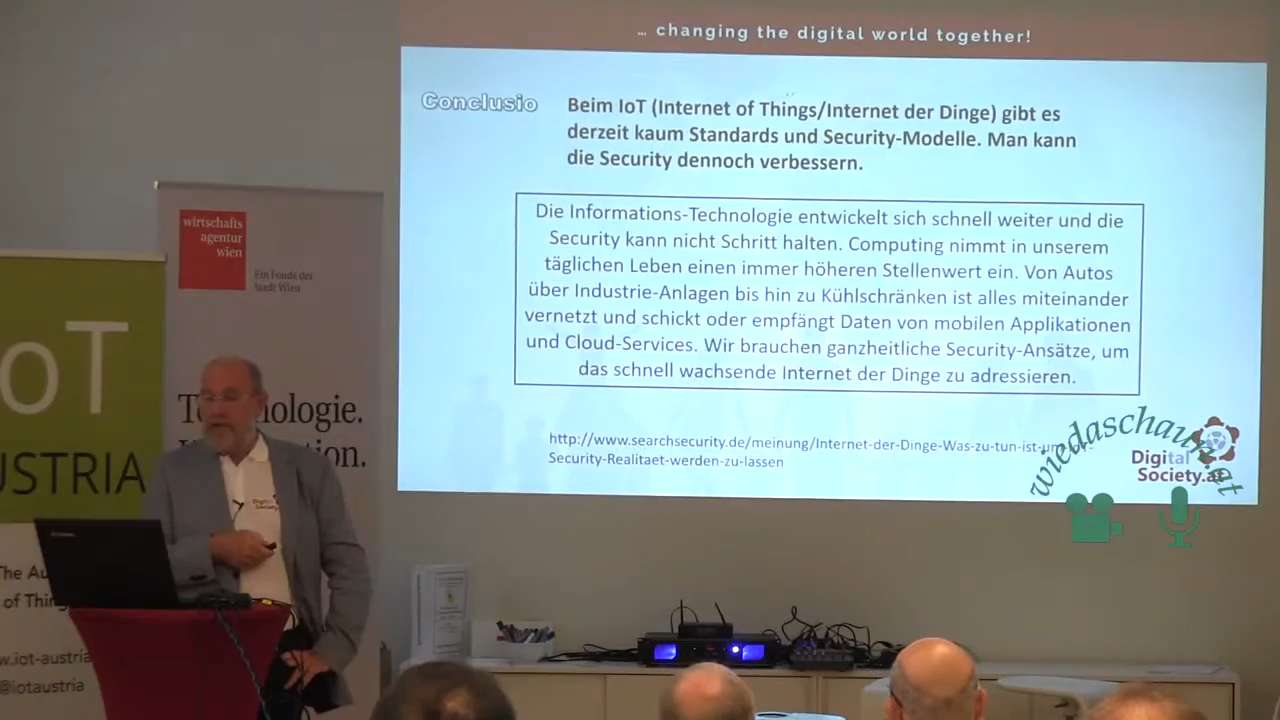 … changing the digital world together!
Conclusio
Beim IoT (Internet of Things/Internet der Dinge) gibt es
derzeit kaum Standards und Security-Modelle. Man kann
die Security dennoch verbessern.
Die Informations-Technologie entwickelt sich schnell weiter und die
Security kann nicht Schritt halten. Computing nimmt in unserem
täglichen Leben einen immer höheren Stellenwert ein. Von Autos
über Industrie-Anlagen bis hin zu Kühlschränken ist alles miteinander
vernetzt und schickt oder empfängt Daten von mobilen Applikationen
und Cloud-Services. Wir brauchen ganzheitliche Security-Ansätze, um
das schnell wachsende Internet der Dinge zu adressieren.
http://www.searchsecurity.de/meinung/Internet-der-Dinge-Was-zu-tun-ist-um
Security-Realitaet-werden-zu-lassen
wiedaschaun.at
Digital
Society.at
wirtschafts
agentur
wien
Ein Fonds der
Stadt Wien
oT
USTRIA
The Au
of Thing
w.iot-austria
@iotaustria
Digital
Society